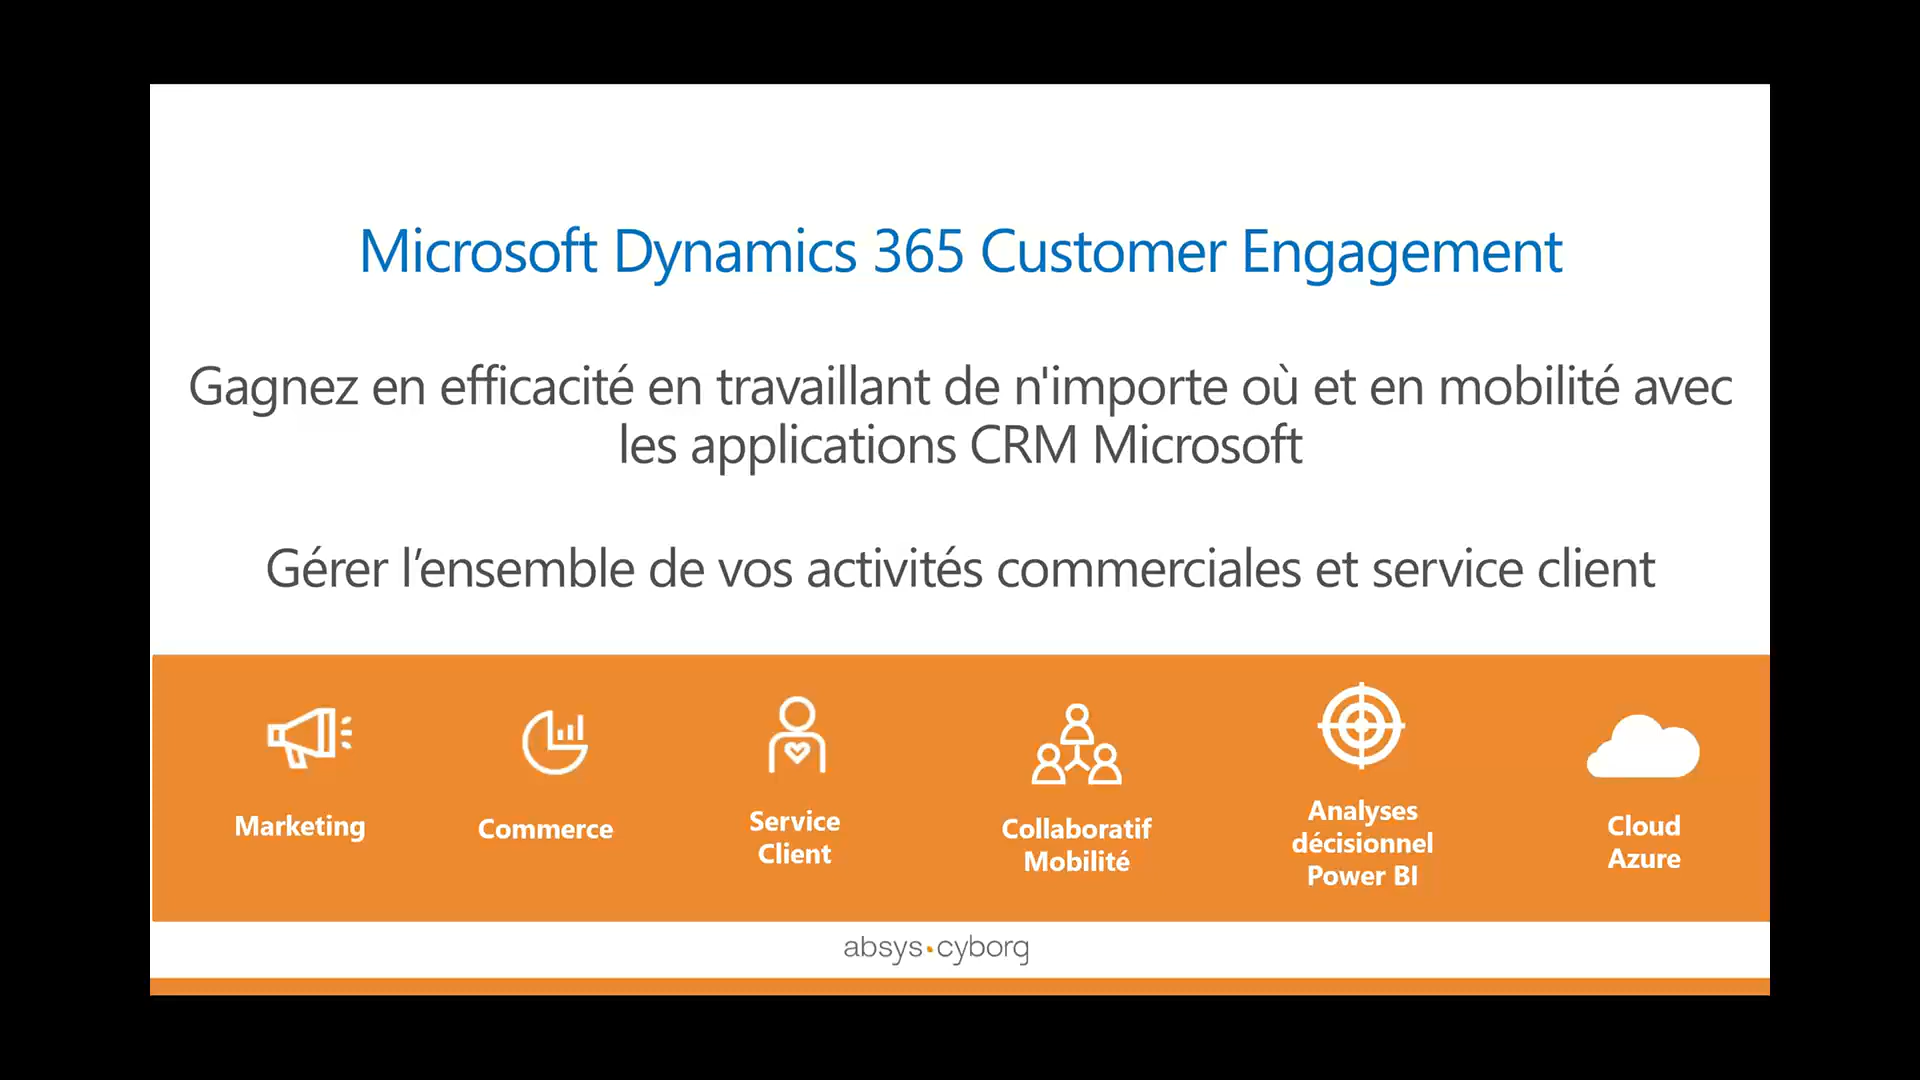 Microsoft Dynamics 365 Customer Engagement
Gagnez en efficacité en travaillant de n'importe où et en mobilité avec
les applications CRM Microsoft
Gérer l’ensemble de vos activités commerciales et service client
Marketing
Commerce
Service
Client
Collaboratif
Mobilité
Analyses
décisionnel
Power BI
Cloud
Azure
absys•cyborg